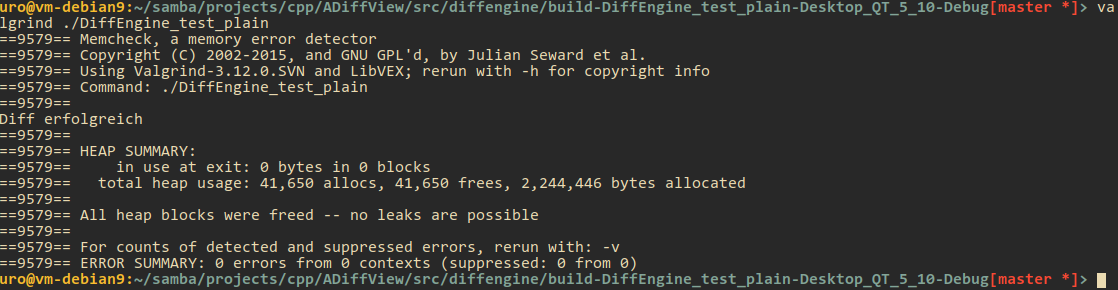 uro@vm-debian9:~/samba/projects/cpp/ADiffView/src/diffengine/build-DiffEngine_test_plain-Desktop_QT_5_10-Debug[master *]> va
lgrind ./DiffEngine_test_plain
==9579== Memcheck, a memory error detector
==9579== Copyright (C) 2002-2015, and GNU GPL'd, by Julian Seward et al.
==9579== Using Valgrind-3.12.0.SVN and LibVEX; rerun with -h for copyright info
==9579== Command: ./DiffEngine_test_plain
==9579==
Diff erfolgreich
==9579==
==9579== HEAP SUMMARY:
==9579==     in use at exit: 0 bytes in 0 blocks
==9579==   total heap usage: 41,650 allocs, 41,650 frees, 2,244,446 bytes allocated
==9579==
==9579== All heap blocks were freed -- no leaks are possible
==9579==
==9579== For counts of detected and suppressed errors, rerun with: -v
==9579== ERROR SUMMARY: 0 errors from 0 contexts (suppressed: 0 from 0)
uro@vm-debian9:~/samba/projects/cpp/ADiffView/src/diffengine/build-DiffEngine_test_plain-Desktop_QT_5_10-Debug[master *]>